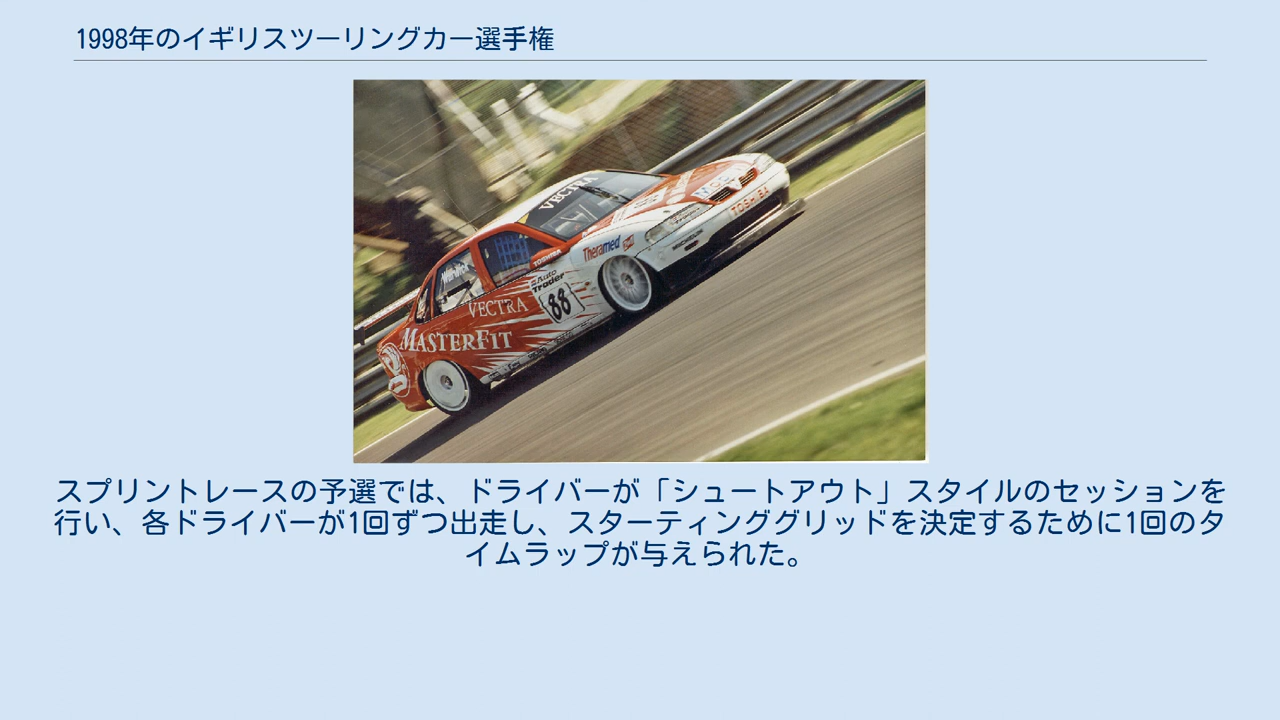 1998年のイギリスツーリングカー選手権
VECTRA
TOSHIBA
Theramed
MICHELIN
TOSHIBA
Warwick
Auto
Trader
88
VECTRA
MASTERFIT
スプリントレースの予選では、ドライバーが「シュートアウト」スタイルのセッションを
行い、各ドライバーが1回ずつ出走し、スターティンググリッドを決定するために1回のタ
イムラップが与えられた。